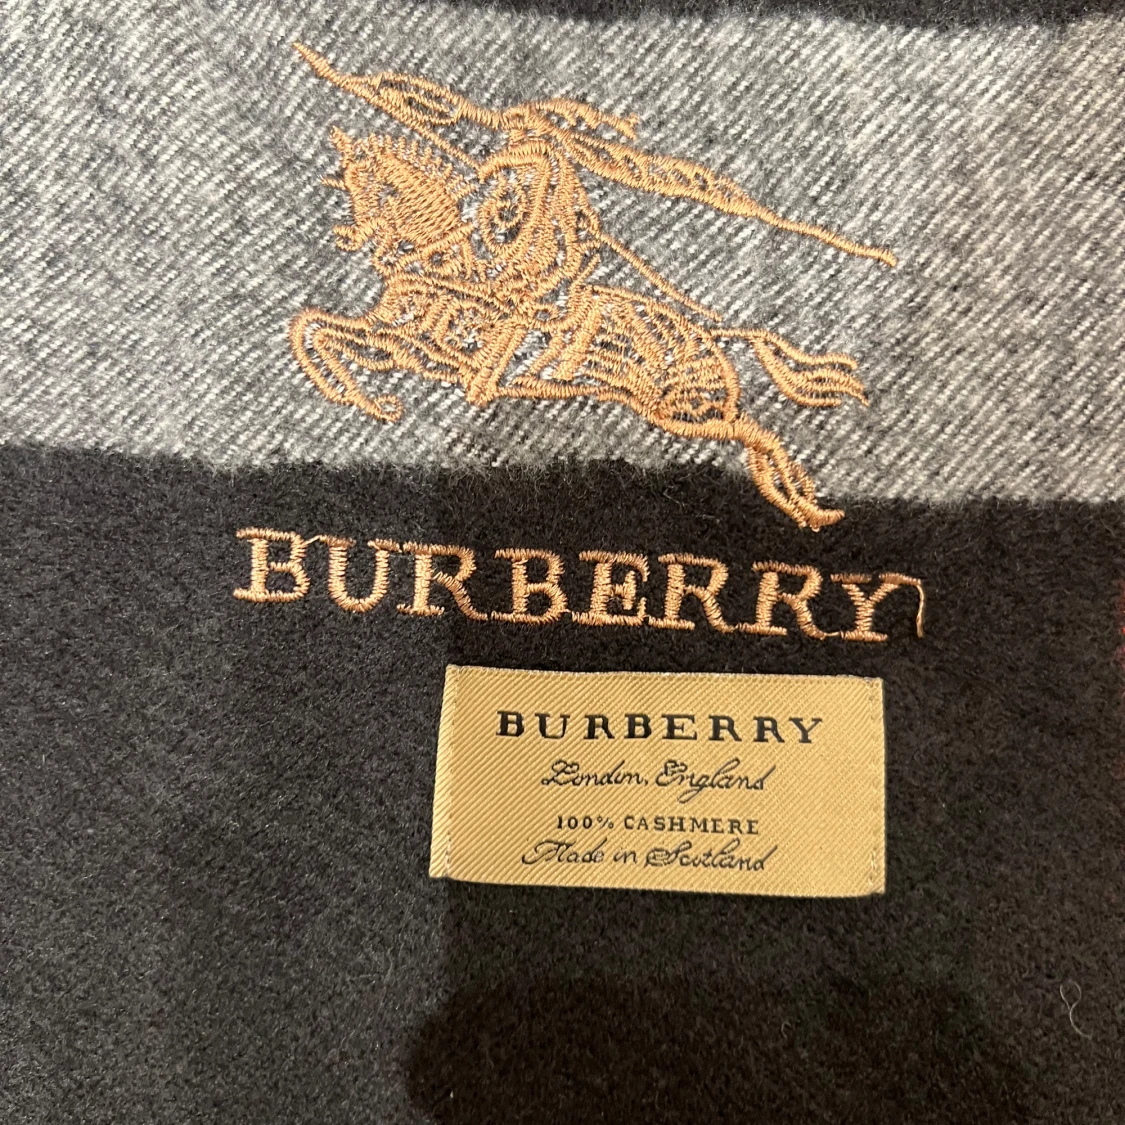 BURBERRY
BURBERRY
London, England
100% CASHMERE
Made in Scotland